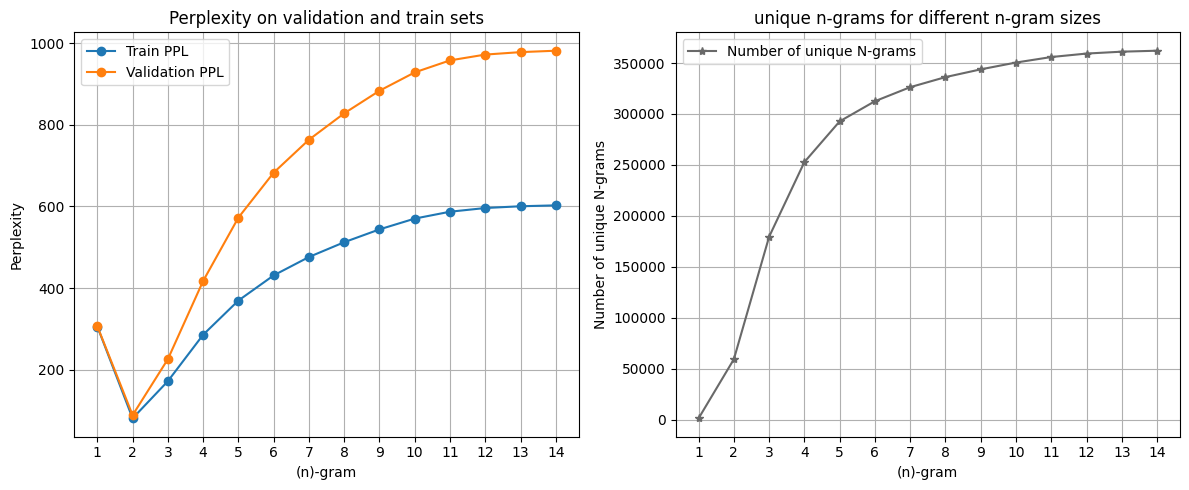 Perplexity on validation and train sets
Train PPL
Validation PPL
1000
800
600
400
200
Perplexity
1 2 3 4 5 6 7 8 9 10 11 12 13 14
(n)-gram
unique n-grams for different n-gram sizes
Number of unique N-grams
350000
300000
250000
200000
150000
100000
50000
0
Number of unique N-grams
1 2 3 4 5 6 7 8 9 10 11 12 13 14
(n)-gram